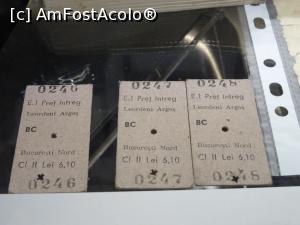 [c] AmFostAcolo®
0246
E.1 Preț întreg
Leordeni Argeș
BC
București Nord
Cl II Lei 6,10
0246
0247
E.1 Preț întreg
Leordeni Argeș
BC
București Nord
Cl II Lei 6,10
0247
0248
E.1 Preț întreg
Leordeni Argeș
BC
București Nord
Cl II Lei 6,10
0248